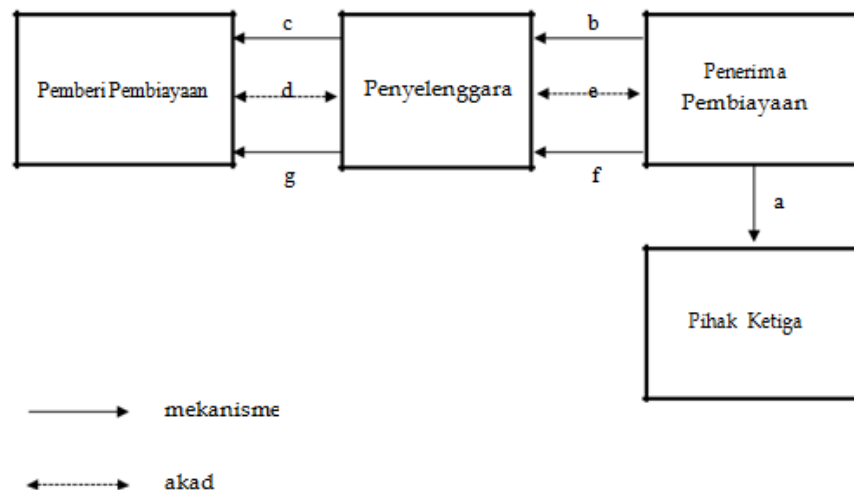 c
b
Pemberi Pembiayaan
d
Penyelenggara
e
Penerima
Pembiayaan
g
f
a
Pihak Ketiga
mekanisme
akad